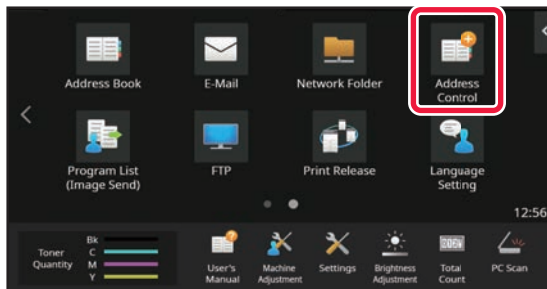 Address Book
E-Mail
Network Folder
Address
Control
Program List
(Image Send)
FTP
Print Release
Language
Setting
12:56
Toner
Quantity
Bk
C
M
Y
User's
Manual
Machine
Adjustment
Settings
Brightness
Adjustment
Total
Count
PC Scan